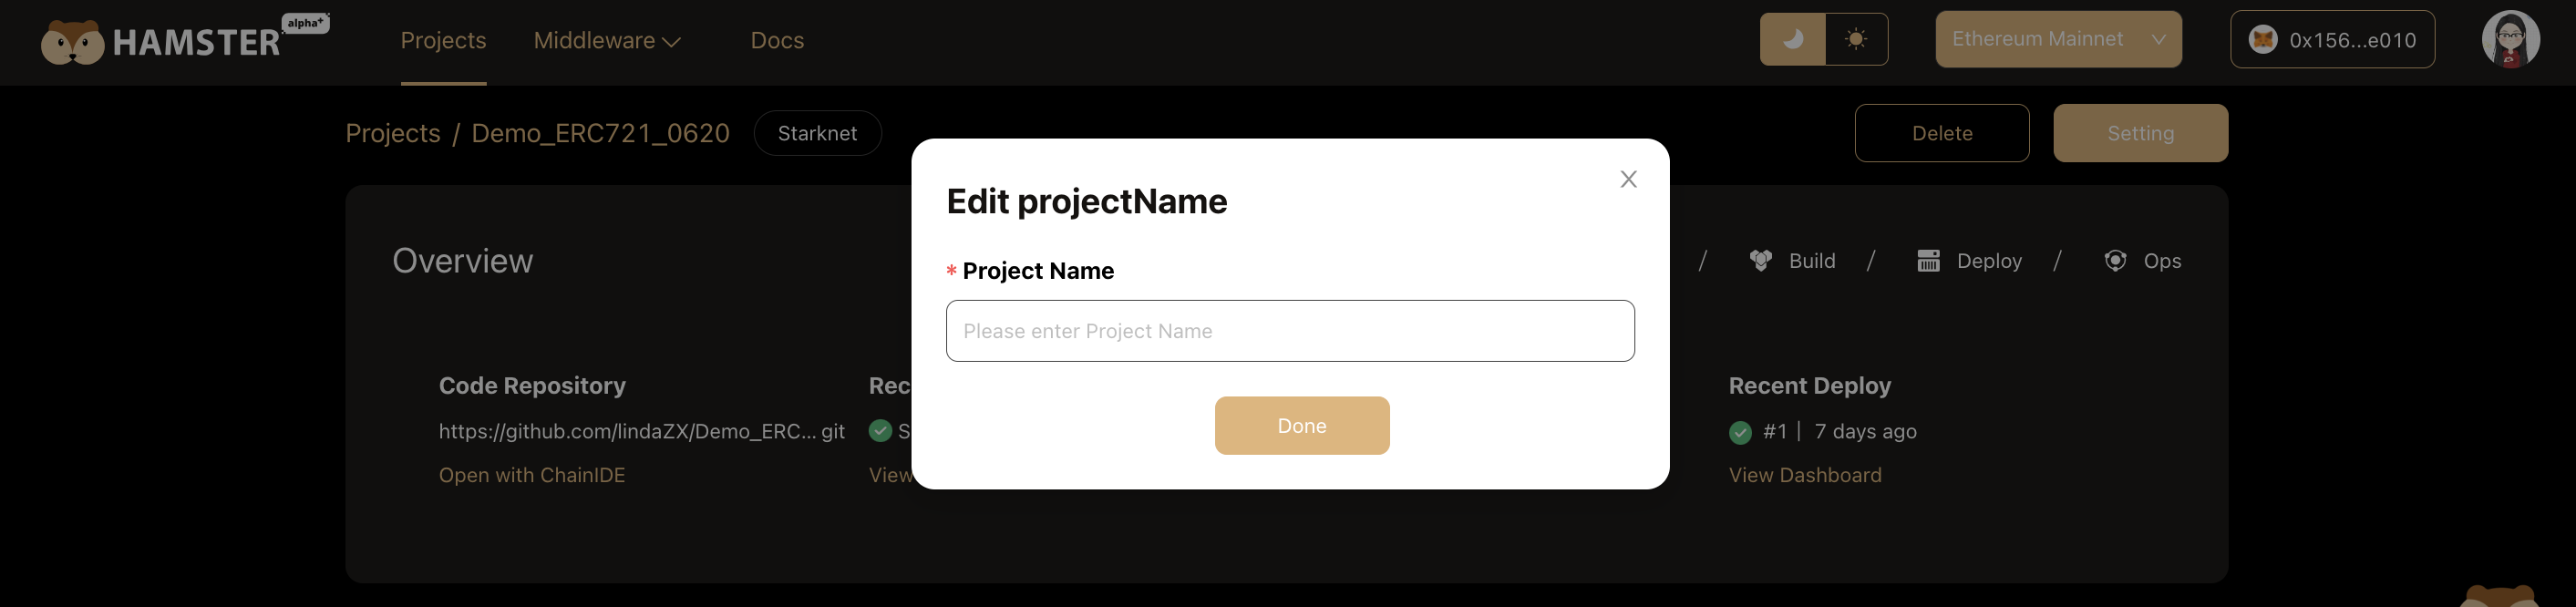 HAMSTER alpha+
Projects Middleware Docs
Ethereum Mainnet
0x156...e010
Projects / Demo_ERC721_0620 Starknet
Delete Setting
Edit projectName
Overview
/ Build / Deploy / Ops
* Project Name
Please enter Project Name
Code Repository
https://github.com/lindaZX/Demo_ERC... git
Open with ChainIDE
Rec
S
View
Done
Recent Deploy
#1 | 7 days ago
View Dashboard